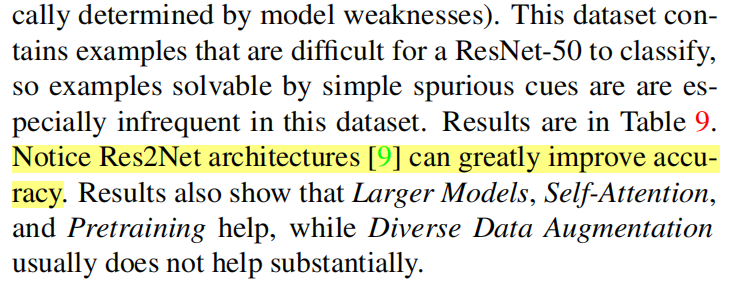 cally determined by model weaknesses). This dataset con-
tains examples that are difficult for a ResNet-50 to classify,
so examples solvable by simple spurious cues are are es-
pecially infrequent in this dataset. Results are in Table 9.
Notice Res2Net architectures [9] can greatly improve accu-
racy. Results also show that Larger Models, Self-Attention,
and Pretraining help, while Diverse Data Augmentation
usually does not help substantially.